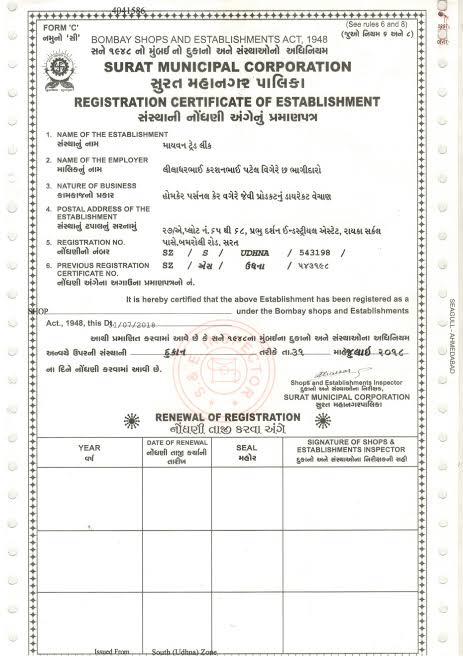 4041586
(See rules 6 and 8)
(જુઓ નિયમ ૬ અને ૮)
FORM 'C'
નમુનો 'સી'
BOMBAY SHOPS AND ESTABLISHMENTS ACT, 1948
સને ૧૯૪૮ નો મુંબઈ નો દુકાનો અને સંસ્થાઓનો અધિનિયમ
SURAT MUNICIPAL CORPORATION
સુરત મહાનગર પાલિકા
REGISTRATION CERTIFICATE OF ESTABLISHMENT
સંસ્થાની નોંધણી અંગેનું પ્રમાણપત્ર
1. NAME OF THE ESTABLISHMENT
સંસ્થાનું નામ માયવન ટ્રેડ લીંક
2. NAME OF THE EMPLOYER
માલિકનું નામ લીલાધરભાઈ કરશનભાઈ પટેલ વિગેરે છ ભાગીદારો
3. NATURE OF BUSINESS
કામકાજનો પ્રકાર હોમકેર પર્સનલ કેર વગેરે જેવી પ્રોડકટનું ડાયરેકટ વેચાણ
4. POSTAL ADDRESS OF THE
ESTABLISHMENT
સંસ્થાનું ટપાલનું સરનામું ૨૭/એ,પ્લોટ નં.૬૫ થી ૬૮, પ્રભુ દર્શન ઈન્ડસ્ટ્રીયલ એસ્ટેટ, રાયકા સર્કલ
પાસે,બમરોલી રોડ, સરત
5. REGISTRATION NO.
નોંધણીનો નંબર SZ / S / UDHNA / 543198 /
6. PREVIOUS REGISTRATION
CERTIFICATE NO. SZ / એસ / ઉધના / ૫૪૩૧૯૮
નોંધણી અંગેના અગાઉના પ્રમાણપત્રનો નં.
It is hereby certified that the above Establishment has been registered as a
SHOP under the Bombay shops and Establishments
Act., 1948, this D31/07/2018
આથી પ્રમાણિત કરવામાં આવે છે કે સને ૧૯૪૮ના મુંબઈના દુકાનો અને સંસ્થાઓના અધિનિયમ
અન્વયે ઉપરની સંસ્થાની દુકાન તરીકે તા.૩૧ માહે જુલાઈ ૨૦૧૮
ના દિને નોંધણી કરવામાં આવી છે.
Shops and Establishments Inspector
દુકાનો અને સંસ્થાઓના નિરીક્ષક,
SURAT MUNICIPAL CORPORATION
સુરત મહાનગરપાલિકા
RENEWAL OF REGISTRATION
નોંધણી તાજી કરવા અંગે
YEAR
વર્ષ
DATE OF RENEWAL
નોંધણી તાજી કર્યાની
તારીખ
SEAL
મહોર
SIGNATURE OF SHOPS &
ESTABLISHMENTS INSPECTOR
દુકાનો અને સંસ્થાઓના નિરીક્ષકની સહી
Issued From South (Udhna) Zone
SEAGULL - AHMEDABAD